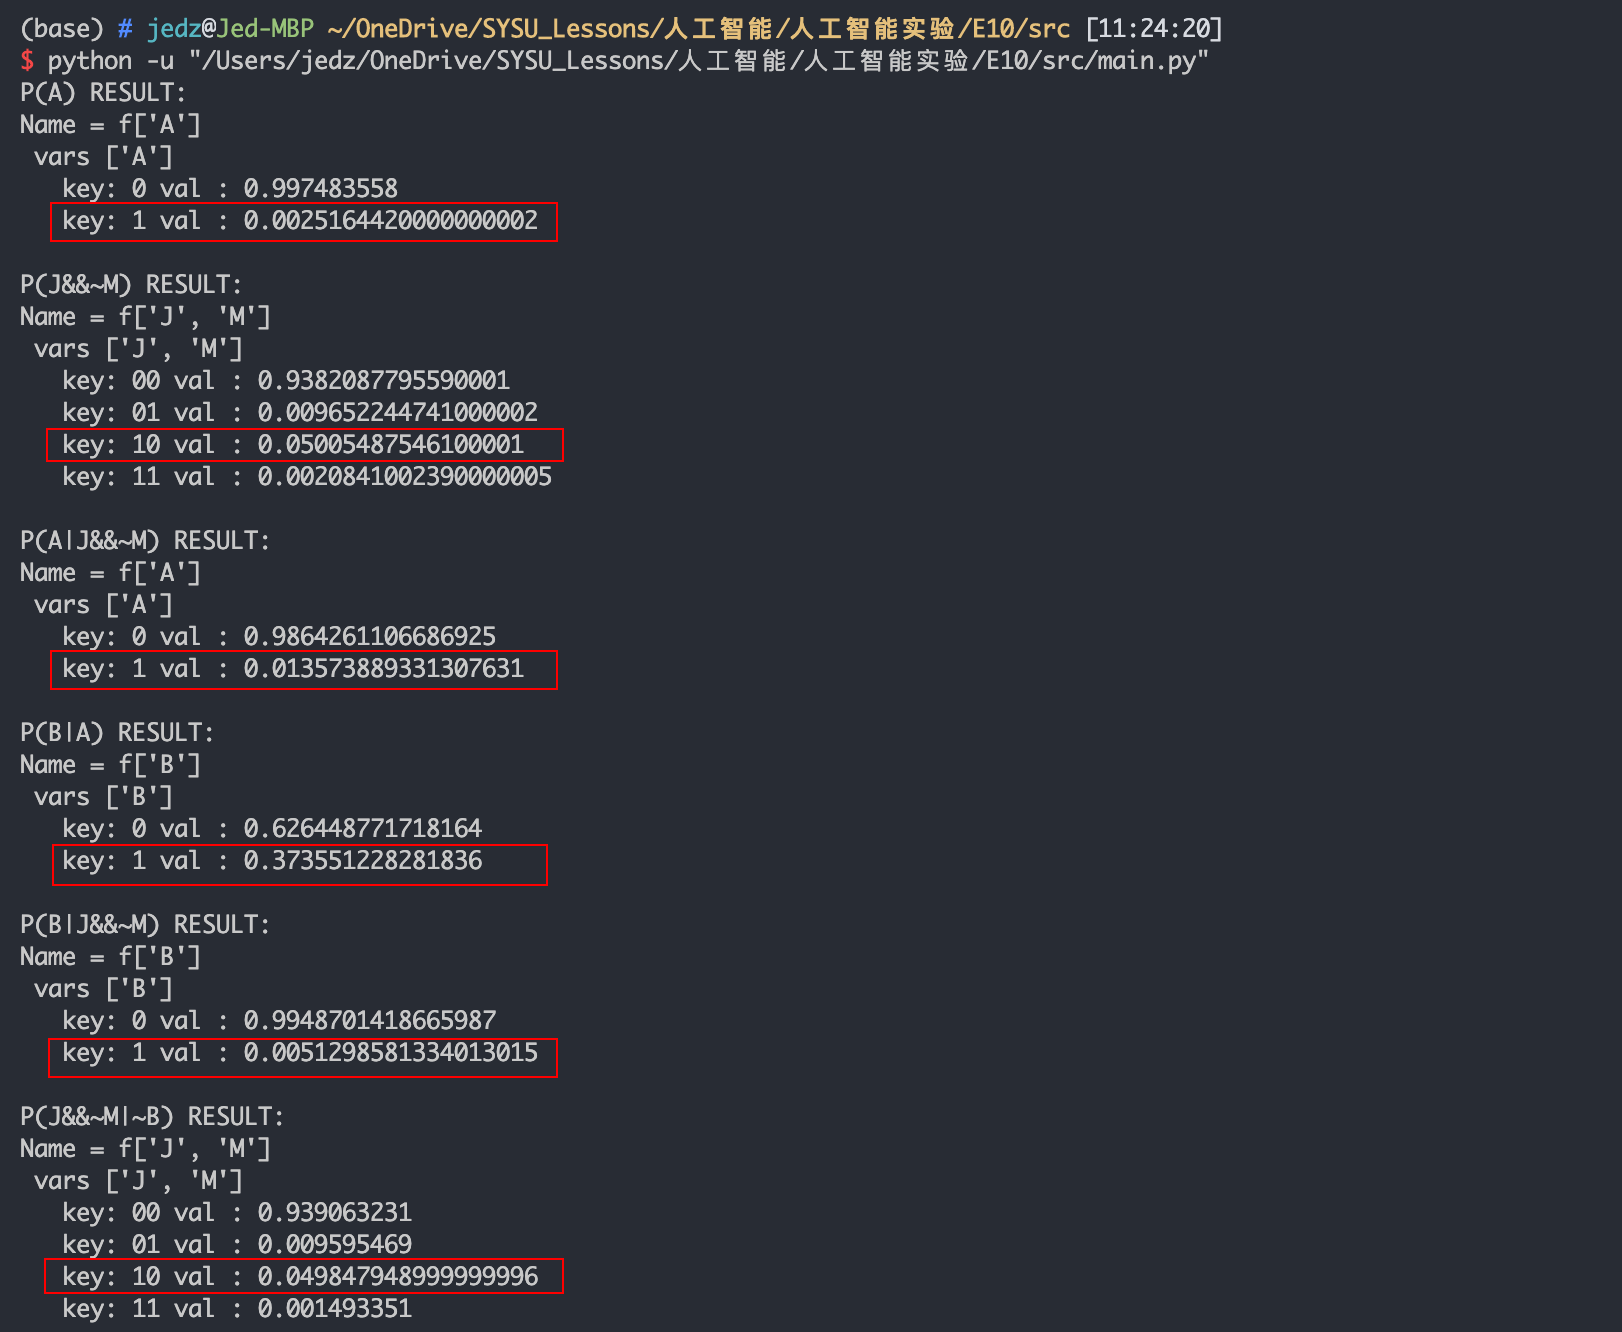 (base) # jedz@Jed-MBP ~/OneDrive/SYSU_Lessons/人工智能/人工智能实验/E10/src [11:24:20]
$ python -u "/Users/jedz/OneDrive/SYSU_Lessons/人工智能/人工智能实验/E10/src/main.py"
P(A) RESULT:
Name = f['A']
 vars ['A']
   key: 0 val : 0.997483558
   key: 1 val : 0.0025164420000000002

P(J&&~M) RESULT:
Name = f['J', 'M']
 vars ['J', 'M']
   key: 00 val : 0.9382087795590001
   key: 01 val : 0.009652244741000002
   key: 10 val : 0.05005487546100001
   key: 11 val : 0.0020841002390000005

P(A|J&&~M) RESULT:
Name = f['A']
 vars ['A']
   key: 0 val : 0.9864261106686925
   key: 1 val : 0.013573889331307631

P(B|A) RESULT:
Name = f['B']
 vars ['B']
   key: 0 val : 0.626448771718164
   key: 1 val : 0.373551228281836

P(B|J&&~M) RESULT:
Name = f['B']
 vars ['B']
   key: 0 val : 0.9948701418665987
   key: 1 val : 0.0051298581334013015

P(J&&~M|~B) RESULT:
Name = f['J', 'M']
 vars ['J', 'M']
   key: 00 val : 0.939063231
   key: 01 val : 0.009595469
   key: 10 val : 0.049847948999999996
   key: 11 val : 0.001493351